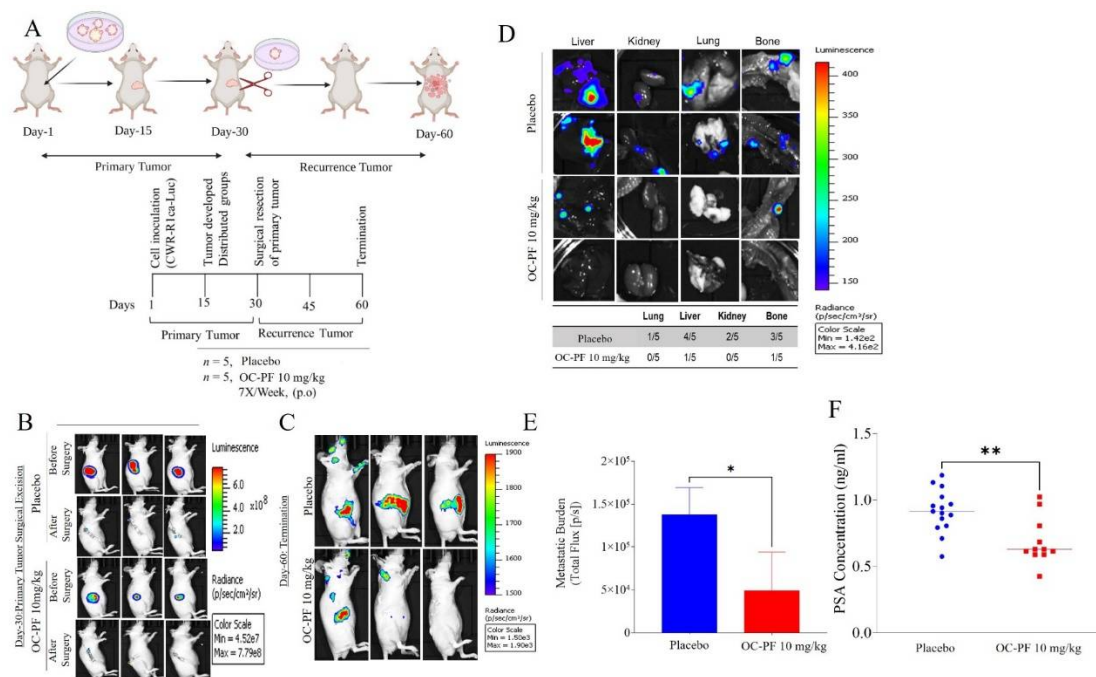 A
Day-1
Day-15
Day-30
Day-60
Primary Tumor
Recurrence Tumor
Cell inoculation
(CWR-R1ca-Luc)
Tumor developed
Distributed groups
Surgical resection
of primary tumor
Termination
Days
1
15
30
45
60
Primary Tumor
Recurrence Tumor
n = 5, Placebo
n = 5, OC-PF 10 mg/kg
7X/Week, (p.o)
D
Liver
Kidney
Lung
Bone
Placebo
OC-PF 10 mg/kg
Luminescence
400
350
300
250
200
150
Radiance
(p/sec/cm²/sr)
Color Scale
Min = 1.42e2
Max = 4.16e2
Lung Liver Kidney Bone
Placebo 1/5 4/5 2/5 3/5
OC-PF 10 mg/kg 0/5 1/5 0/5 1/5
B
Day-30:Primary Tumor Surgical Excision
Placebo
OC-PF 10mg/kg
Before
Surgery
After
Surgery
Before
Surgery
After
Surgery
Luminescence
6.0
4.0
2.0
x10⁸
Radiance
(p/sec/cm²/sr)
Color Scale
Min = 4.52e7
Max = 7.79e8
C
Day-60: Termination
Placebo
OC-PF 10 mg/kg
Luminescence
1900
1800
1700
1600
1500
Radiance
(p/sec/cm²/sr)
Color Scale
Min = 1.50e3
Max = 1.90e3
E
Metastatic Burden
(Total Flux [p/s])
2×10⁵
1×10⁵
1×10⁵
5×10⁴
0
*
Placebo
OC-PF 10 mg/kg
F
PSA Concentration (ng/ml)
1.5
1.0
0.5
0.0
**
Placebo
OC-PF 10 mg/kg